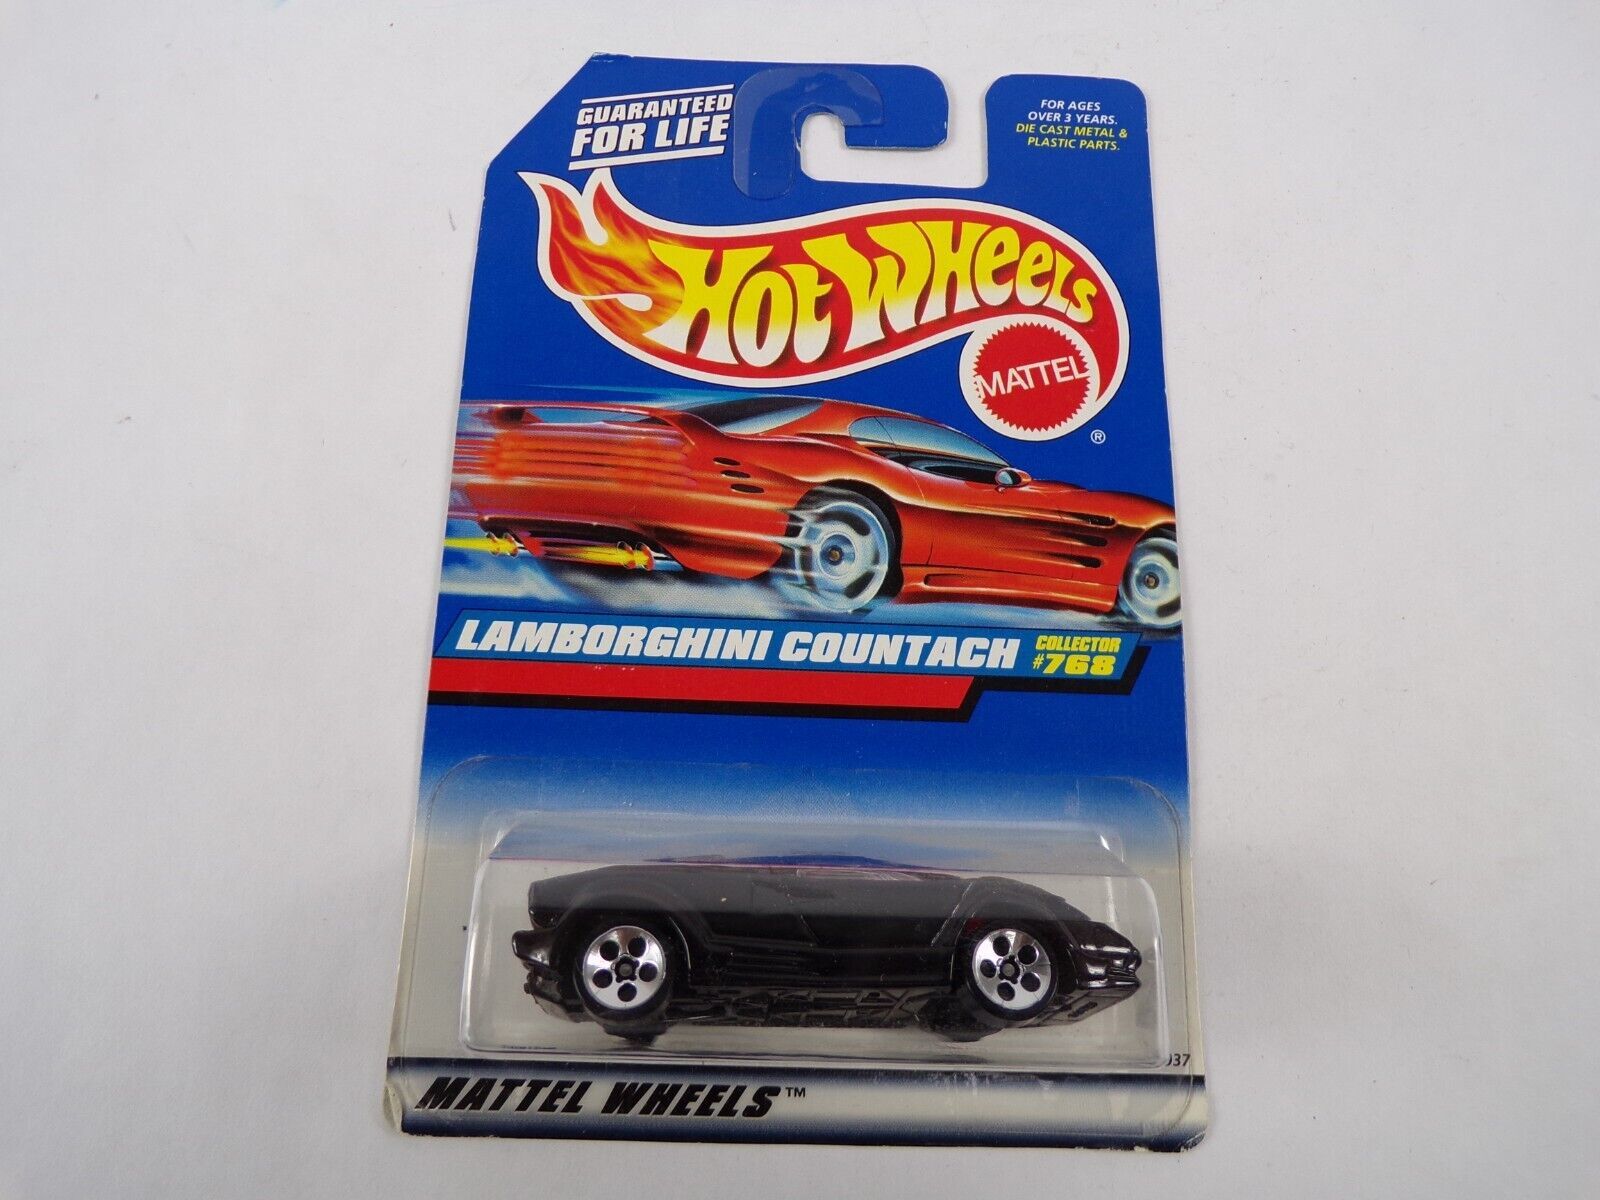 GUARANTEED
FOR LIFE
FOR AGES
OVER 3 YEARS.
DIE CAST METAL &
PLASTIC PARTS.
HOT WHEELS
MATTEL
®
LAMBORGHINI COUNTACH
COLLECTOR
#768
MATTEL WHEELS™